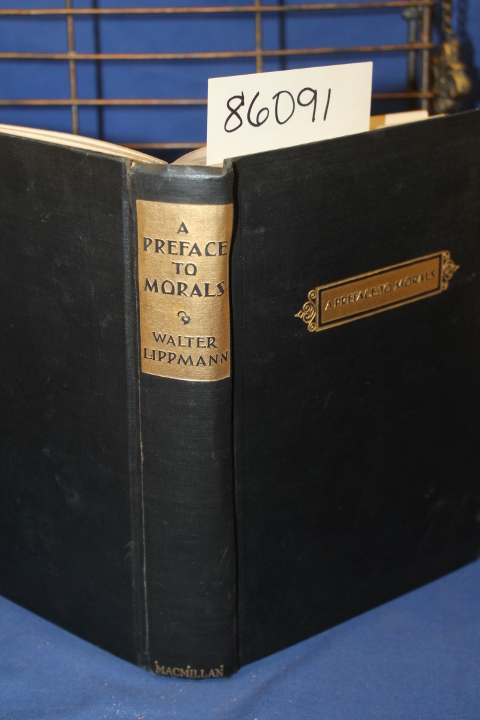 86091
A
PREFACE
TO
MORALS
WALTER
LIPPMANN
MACMILLAN
A PREFACE TO MORALS